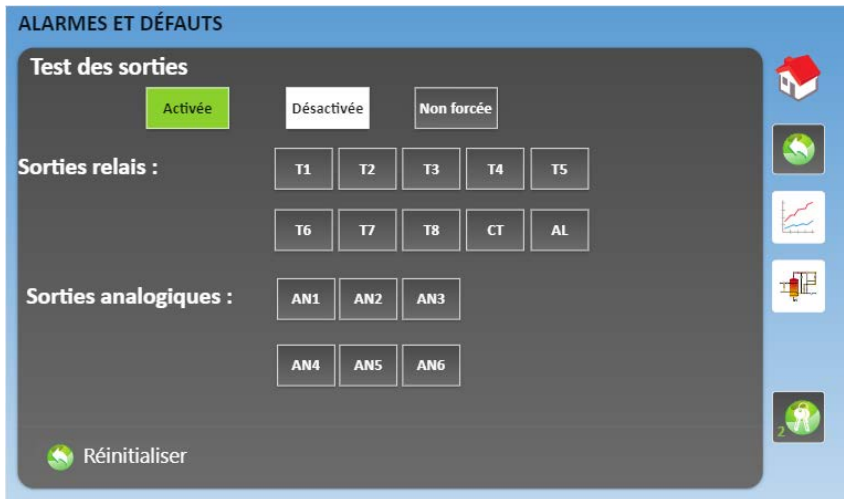 ALARMES ET DÉFAUTS
Test des sorties
Activée Désactivée Non forcée
Sorties relais : T1 T2 T3 T4 T5
T6 T7 T8 CT AL
Sorties analogiques : AN1 AN2 AN3
AN4 AN5 AN6
2
Réinitialiser